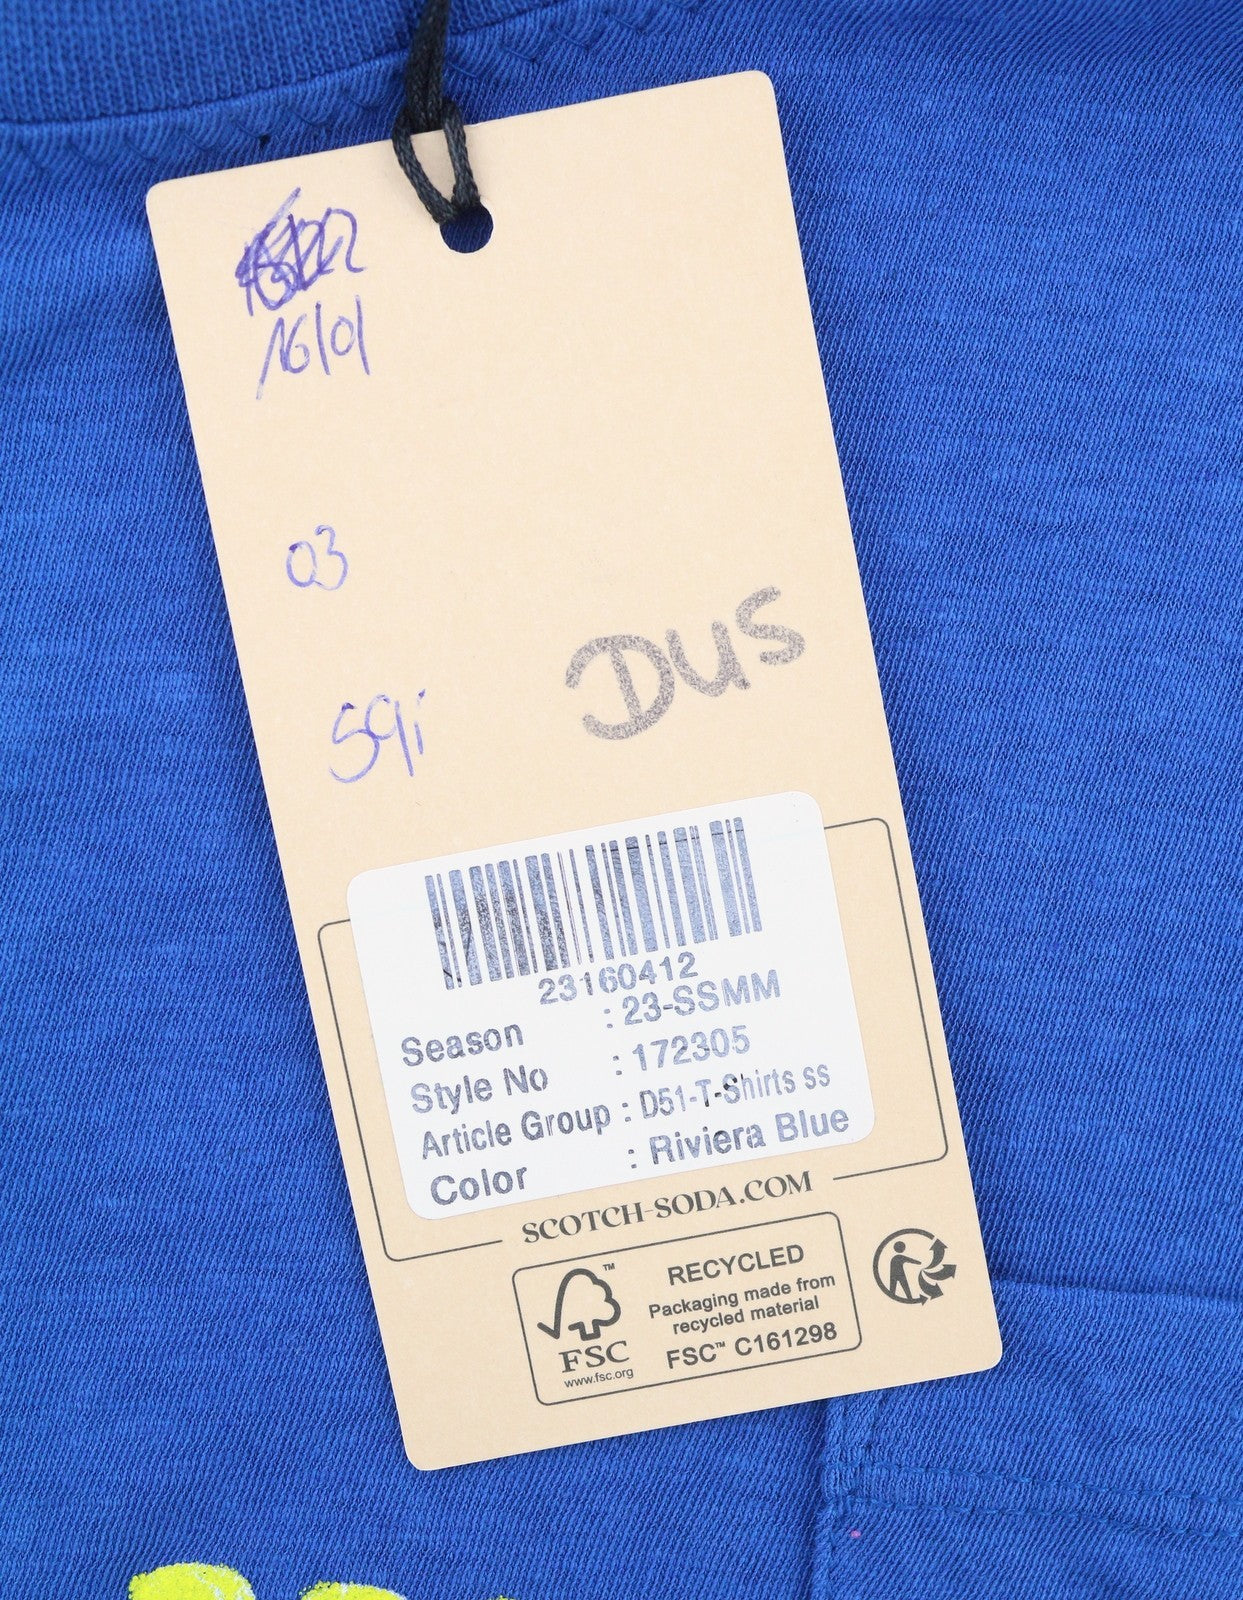 16/01
03
DUS
59i
23160412
Season : 23-SSMM
Style No : 172305
Article Group : D51-T-Shirts ss
Color : Riviera Blue
SCOTCH-SODA.COM
TM
FSC
www.fsc.org
RECYCLED
Packaging made from
recycled material
FSC™ C161298